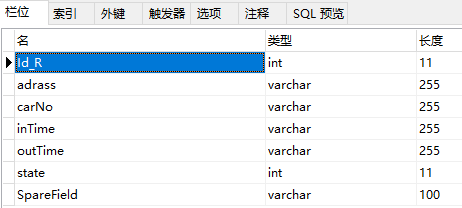 栏位 索引 外键 触发器 选项 注释 SQL 预览
名 类型 长度
Id_R int 11
adrass varchar 255
carNo varchar 255
inTime varchar 255
outTime varchar 255
state int 11
SpareField varchar 100